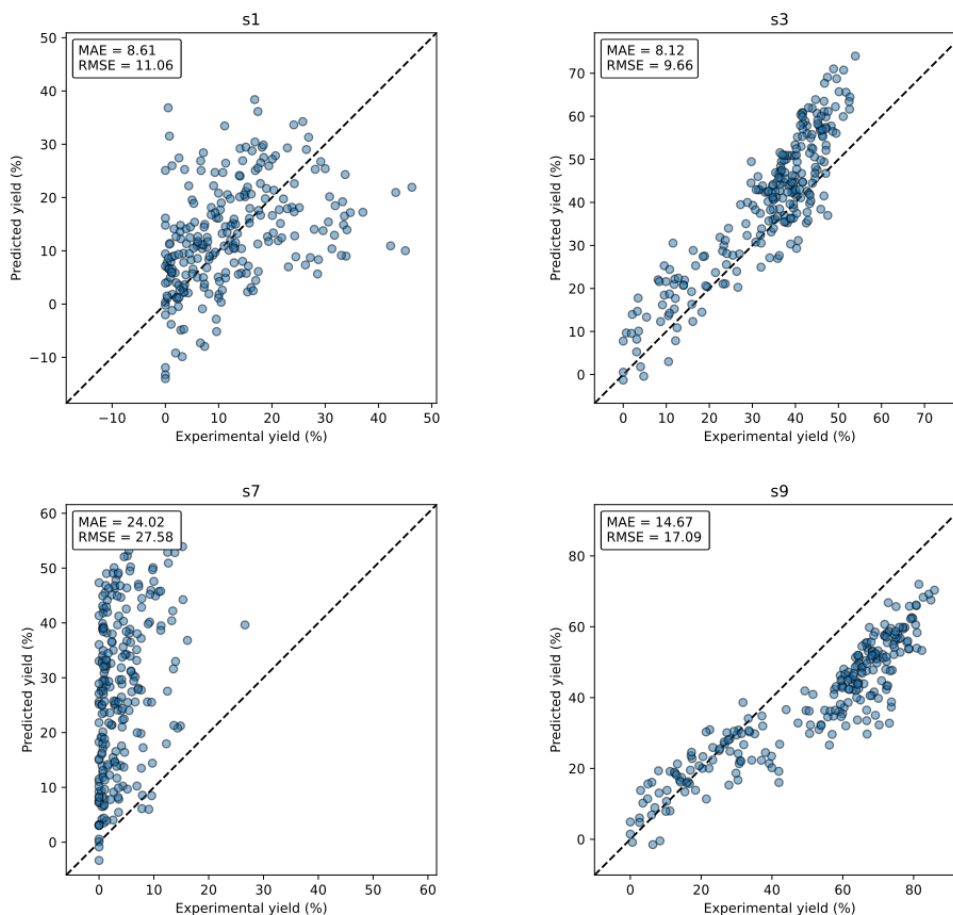 s1
MAE = 8.61
RMSE = 11.06
50
40
30
20
10
0
−10
Predicted yield (%)
−10 0 10 20 30 40 50
Experimental yield (%)
s3
MAE = 8.12
RMSE = 9.66
70
60
50
40
30
20
10
0
Predicted yield (%)
0 10 20 30 40 50 60 70
Experimental yield (%)
s7
MAE = 24.02
RMSE = 27.58
60
50
40
30
20
10
0
Predicted yield (%)
0 10 20 30 40 50 60
Experimental yield (%)
s9
MAE = 14.67
RMSE = 17.09
80
60
40
20
0
Predicted yield (%)
0 20 40 60 80
Experimental yield (%)